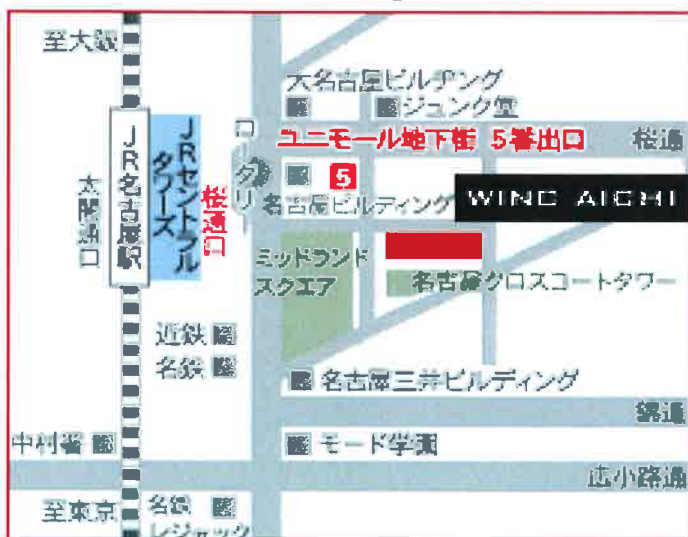 至大阪
大名古屋ビルヂング
ジュンク堂
ロータリー
ユニモール地下街 5番出口
桜通
JR名古屋駅
JRセントラル
タワーズ
桜通口
太閤通口
5
名古屋ビルディング
WINC AICHI
ミッドランド
スクエア
名古屋クロスコートタワー
近鉄
名鉄
名古屋三井ビルディング
錦通
中村署
モード学園
広小路通
至東京
名鉄
レジャック